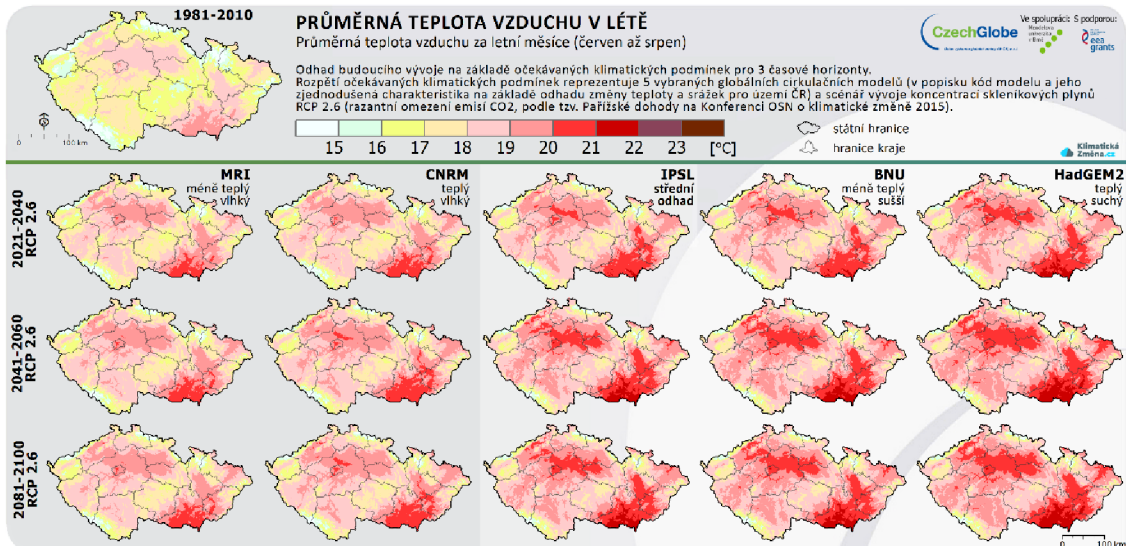 1981-2010
PRŮMĚRNÁ TEPLOTA VZDUCHU V LÉTĚ
Průměrná teplota vzduchu za letní měsíce (červen až srpen)
CzechGlobe
Ve spolupráci:
S podporou:
eea
grants
Odhad budoucího vývoje na základě očekávaných klimatických podmínek pro 3 časové horizonty.
Rozpětí očekávaných klimatických podmínek reprezentuje 5 vybraných globálních cirkulačních modelů (v popisku kód modelu a jeho
zjednodušená charakteristika na základě odhadu změny teploty a srážek pro území ČR) a scénář vývoje koncentrací skleníkových plynů
RCP 2.6 (razantní omezení emisí CO2, podle tzv. Pařížské dohody na Konferenci OSN o klimatické změně 2015).
15 16 17 18 19 20 21 22 23 [°C]
státní hranice
hranice kraje
Klimatická
Změna.cz
0 100 km
MRI
méně teplý
vlhký
CNRM
teplý
vlhký
IPSL
střední
odhad
BNU
méně teplý
sušší
HadGEM2
teplý
suchý
2021-2040
RCP 2.6
2041-2060
RCP 2.6
2081-2100
RCP 2.6
0 100 km